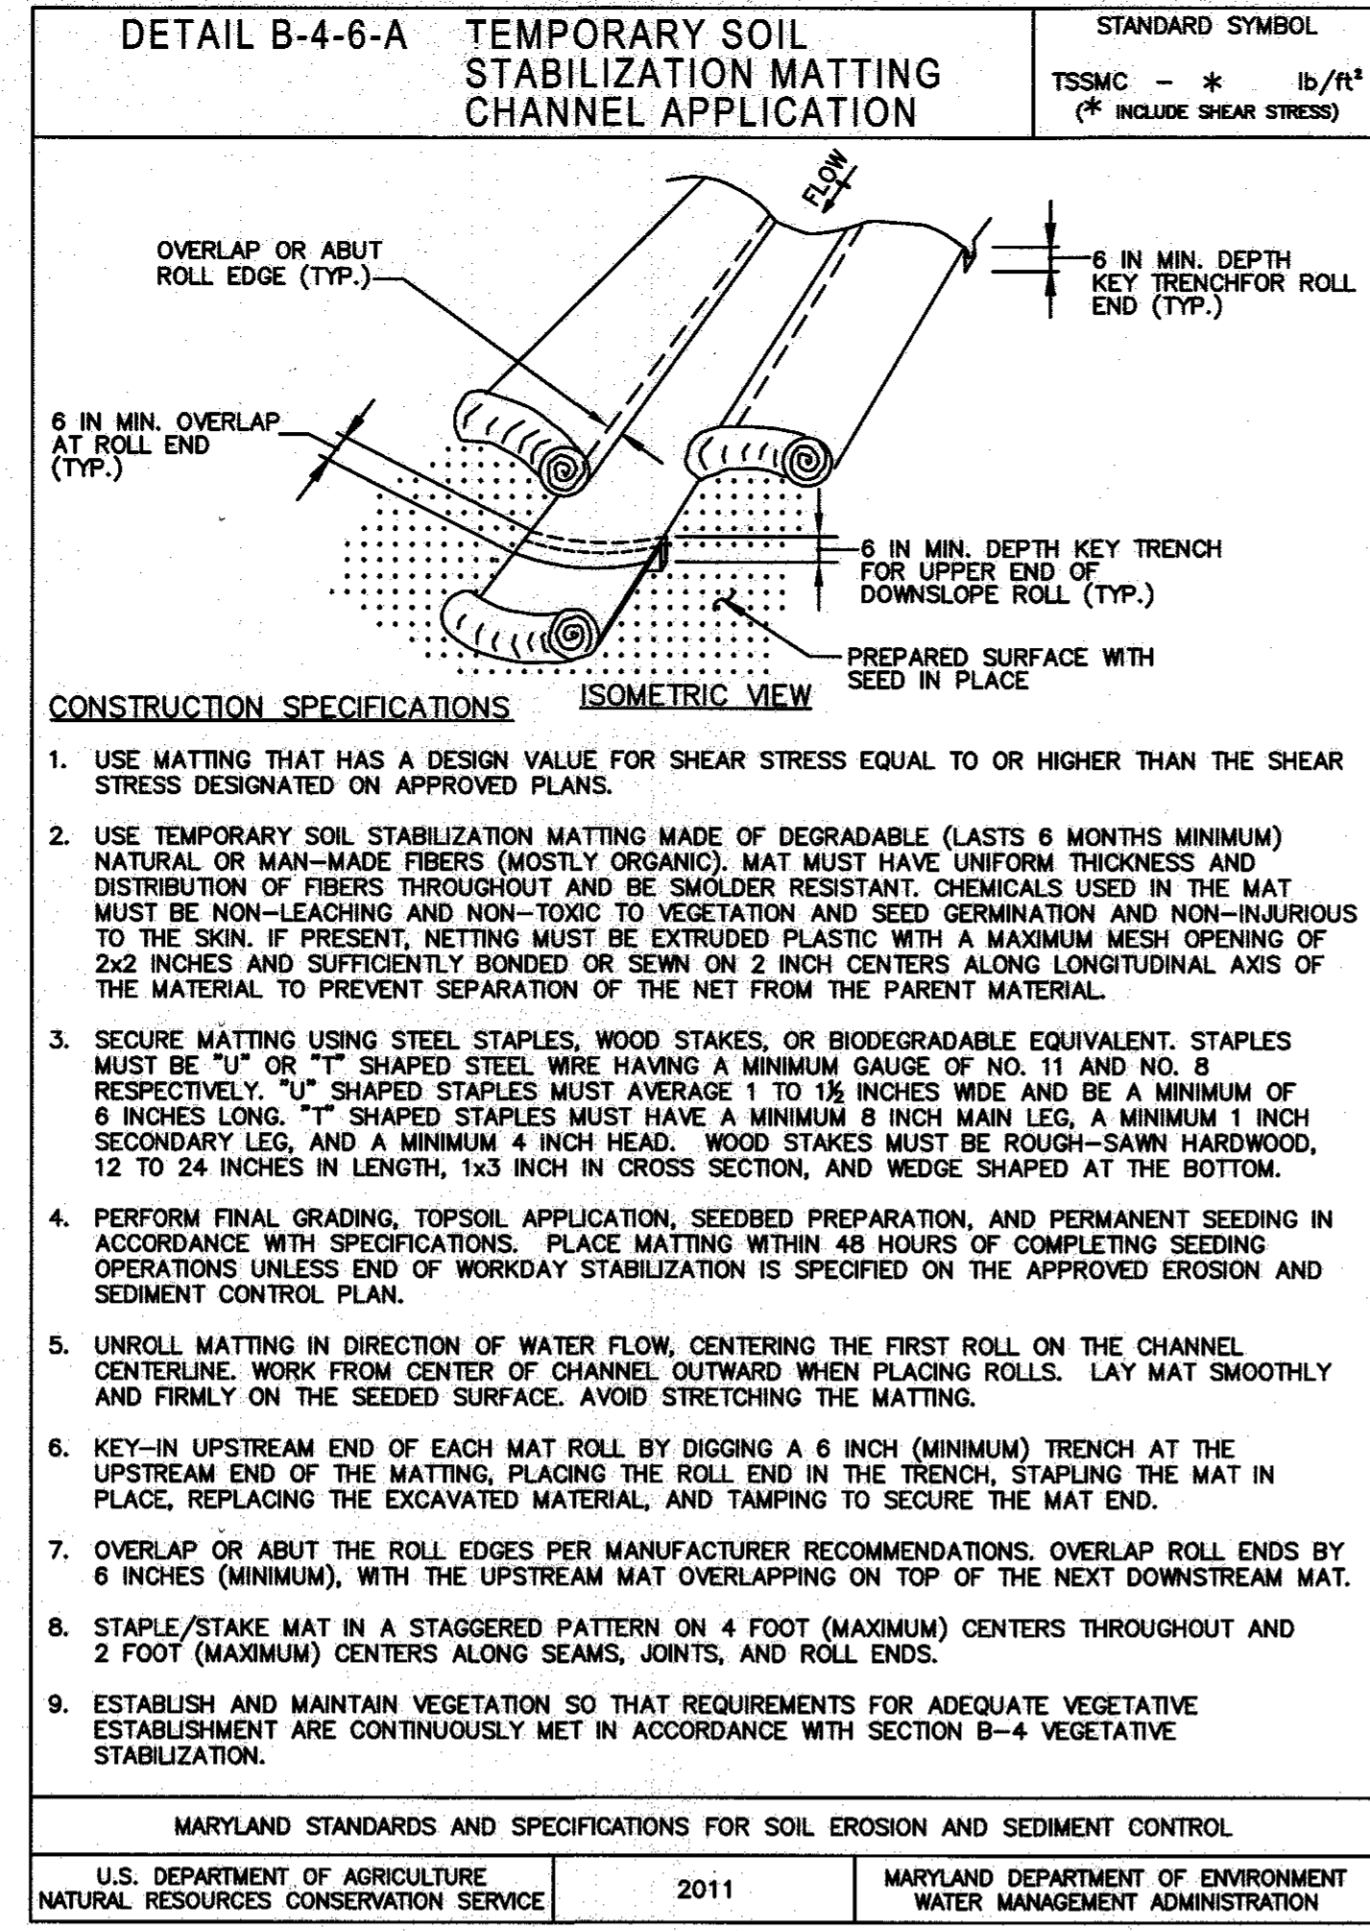 DETAIL B-4-6-A TEMPORARY SOIL
STABILIZATION MATTING
CHANNEL APPLICATION
STANDARD SYMBOL
TSSMC - * lb/ft²
(* INCLUDE SHEAR STRESS)
FLOW
OVERLAP OR ABUT
ROLL EDGE (TYP.)
6 IN MIN. DEPTH
KEY TRENCHFOR ROLL
END (TYP.)
6 IN MIN. OVERLAP
AT ROLL END
(TYP.)
6 IN MIN. DEPTH KEY TRENCH
FOR UPPER END OF
DOWNSLOPE ROLL (TYP.)
PREPARED SURFACE WITH
SEED IN PLACE
ISOMETRIC VIEW
CONSTRUCTION SPECIFICATIONS
1. USE MATTING THAT HAS A DESIGN VALUE FOR SHEAR STRESS EQUAL TO OR HIGHER THAN THE SHEAR
STRESS DESIGNATED ON APPROVED PLANS.
2. USE TEMPORARY SOIL STABILIZATION MATTING MADE OF DEGRADABLE (LASTS 6 MONTHS MINIMUM)
NATURAL OR MAN-MADE FIBERS (MOSTLY ORGANIC). MAT MUST HAVE UNIFORM THICKNESS AND
DISTRIBUTION OF FIBERS THROUGHOUT AND BE SMOLDER RESISTANT. CHEMICALS USED IN THE MAT
MUST BE NON-LEACHING AND NON-TOXIC TO VEGETATION AND SEED GERMINATION AND NON-INJURIOUS
TO THE SKIN. IF PRESENT, NETTING MUST BE EXTRUDED PLASTIC WITH A MAXIMUM MESH OPENING OF
2x2 INCHES AND SUFFICIENTLY BONDED OR SEWN ON 2 INCH CENTERS ALONG LONGITUDINAL AXIS OF
THE MATERIAL TO PREVENT SEPARATION OF THE NET FROM THE PARENT MATERIAL.
3. SECURE MATTING USING STEEL STAPLES, WOOD STAKES, OR BIODEGRADABLE EQUIVALENT. STAPLES
MUST BE "U" OR "T" SHAPED STEEL WIRE HAVING A MINIMUM GAUGE OF NO. 11 AND NO. 8
RESPECTIVELY. "U" SHAPED STAPLES MUST AVERAGE 1 TO 1½ INCHES WIDE AND BE A MINIMUM OF
6 INCHES LONG. "T" SHAPED STAPLES MUST HAVE A MINIMUM 8 INCH MAIN LEG, A MINIMUM 1 INCH
SECONDARY LEG, AND A MINIMUM 4 INCH HEAD. WOOD STAKES MUST BE ROUGH-SAWN HARDWOOD,
12 TO 24 INCHES IN LENGTH, 1x3 INCH IN CROSS SECTION, AND WEDGE SHAPED AT THE BOTTOM.
4. PERFORM FINAL GRADING, TOPSOIL APPLICATION, SEEDBED PREPARATION, AND PERMANENT SEEDING IN
ACCORDANCE WITH SPECIFICATIONS. PLACE MATTING WITHIN 48 HOURS OF COMPLETING SEEDING
OPERATIONS UNLESS END OF WORKDAY STABILIZATION IS SPECIFIED ON THE APPROVED EROSION AND
SEDIMENT CONTROL PLAN.
5. UNROLL MATTING IN DIRECTION OF WATER FLOW, CENTERING THE FIRST ROLL ON THE CHANNEL
CENTERLINE. WORK FROM CENTER OF CHANNEL OUTWARD WHEN PLACING ROLLS. LAY MAT SMOOTHLY
AND FIRMLY ON THE SEEDED SURFACE. AVOID STRETCHING THE MATTING.
6. KEY-IN UPSTREAM END OF EACH MAT ROLL BY DIGGING A 6 INCH (MINIMUM) TRENCH AT THE
UPSTREAM END OF THE MATTING, PLACING THE ROLL END IN THE TRENCH, STAPLING THE MAT IN
PLACE, REPLACING THE EXCAVATED MATERIAL, AND TAMPING TO SECURE THE MAT END.
7. OVERLAP OR ABUT THE ROLL EDGES PER MANUFACTURER RECOMMENDATIONS. OVERLAP ROLL ENDS BY
6 INCHES (MINIMUM), WITH THE UPSTREAM MAT OVERLAPPING ON TOP OF THE NEXT DOWNSTREAM MAT.
8. STAPLE/STAKE MAT IN A STAGGERED PATTERN ON 4 FOOT (MAXIMUM) CENTERS THROUGHOUT AND
2 FOOT (MAXIMUM) CENTERS ALONG SEAMS, JOINTS, AND ROLL ENDS.
9. ESTABLISH AND MAINTAIN VEGETATION SO THAT REQUIREMENTS FOR ADEQUATE VEGETATIVE
ESTABLISHMENT ARE CONTINUOUSLY MET IN ACCORDANCE WITH SECTION B-4 VEGETATIVE
STABILIZATION.
MARYLAND STANDARDS AND SPECIFICATIONS FOR SOIL EROSION AND SEDIMENT CONTROL
U.S. DEPARTMENT OF AGRICULTURE
NATURAL RESOURCES CONSERVATION SERVICE
2011
MARYLAND DEPARTMENT OF ENVIRONMENT
WATER MANAGEMENT ADMINISTRATION